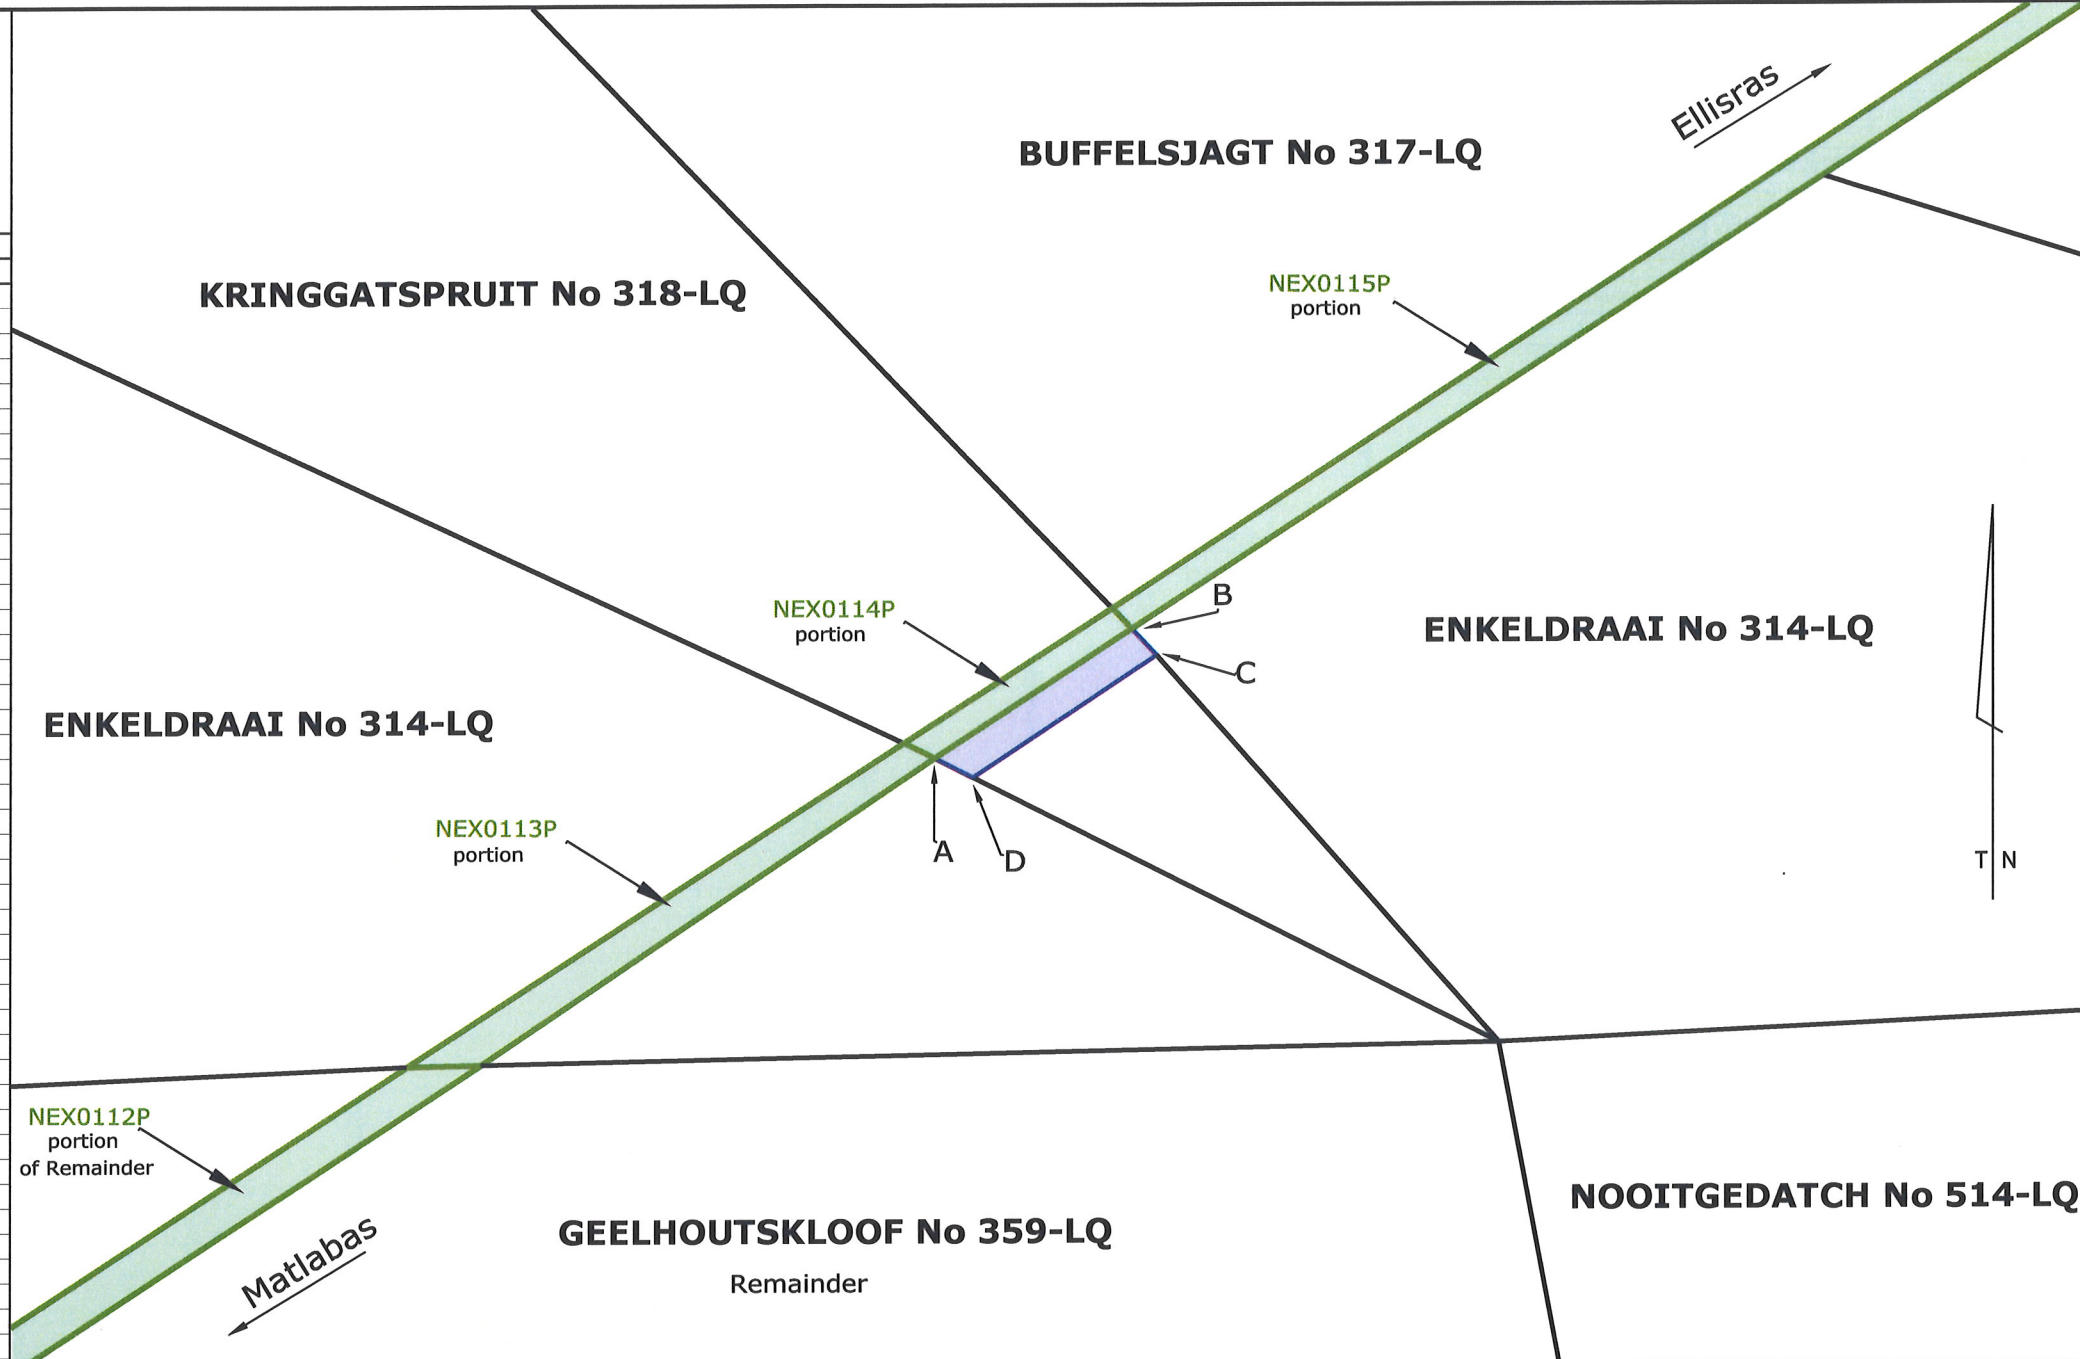 Ellisras
BUFFELSJAGT No 317-LQ
KRINGGATSPRUIT No 318-LQ
NEX0115P
portion
B
NEX0114P
portion
ENKELDRAAI No 314-LQ
C
ENKELDRAAI No 314-LQ
NEX0113P
portion
A
D
T N
NEX0112P
portion
of Remainder
NOOITGEDATCH No 514-LQ
Matlabas
GEELHOUTSKLOOF No 359-LQ
Remainder